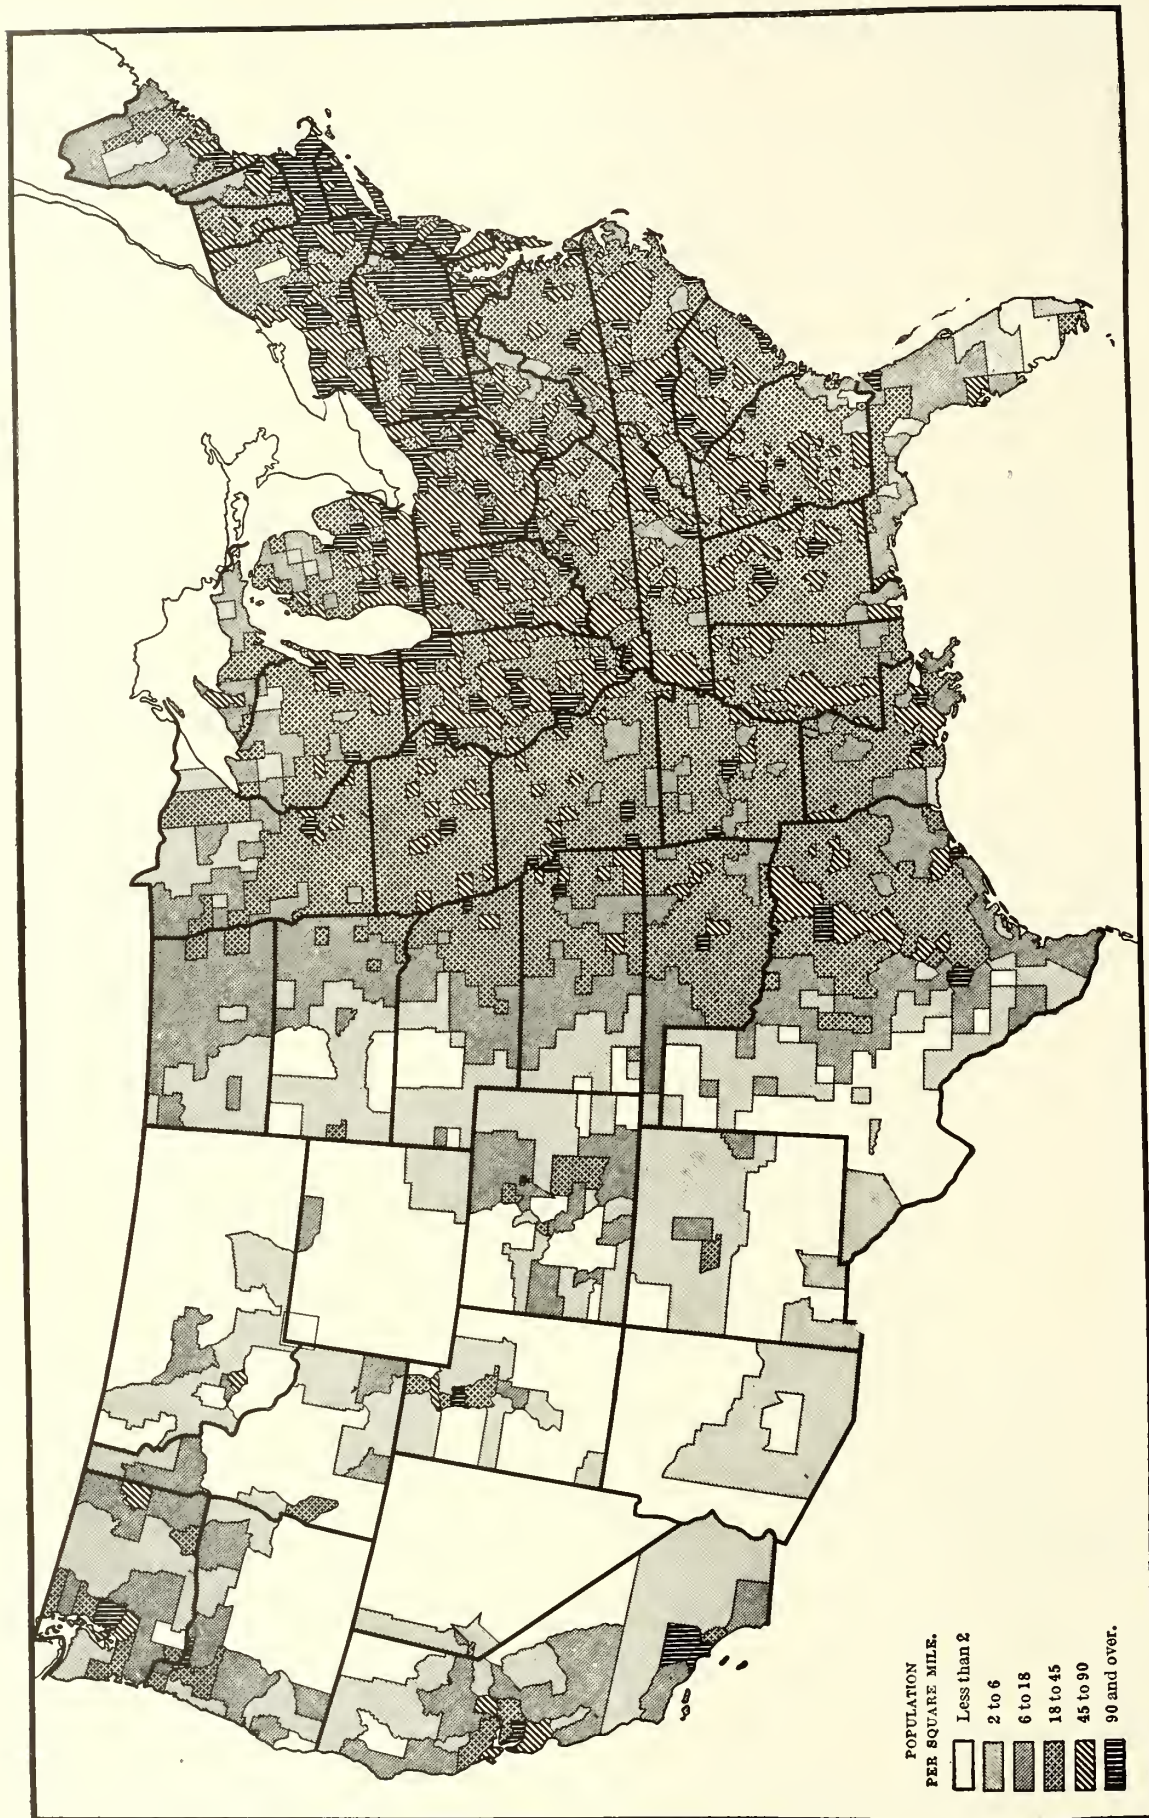 POPULATION
PER SQUARE MILE.
Less than 2
2 to 6
6 to 18
18 to 45
45 to 90
90 and over.